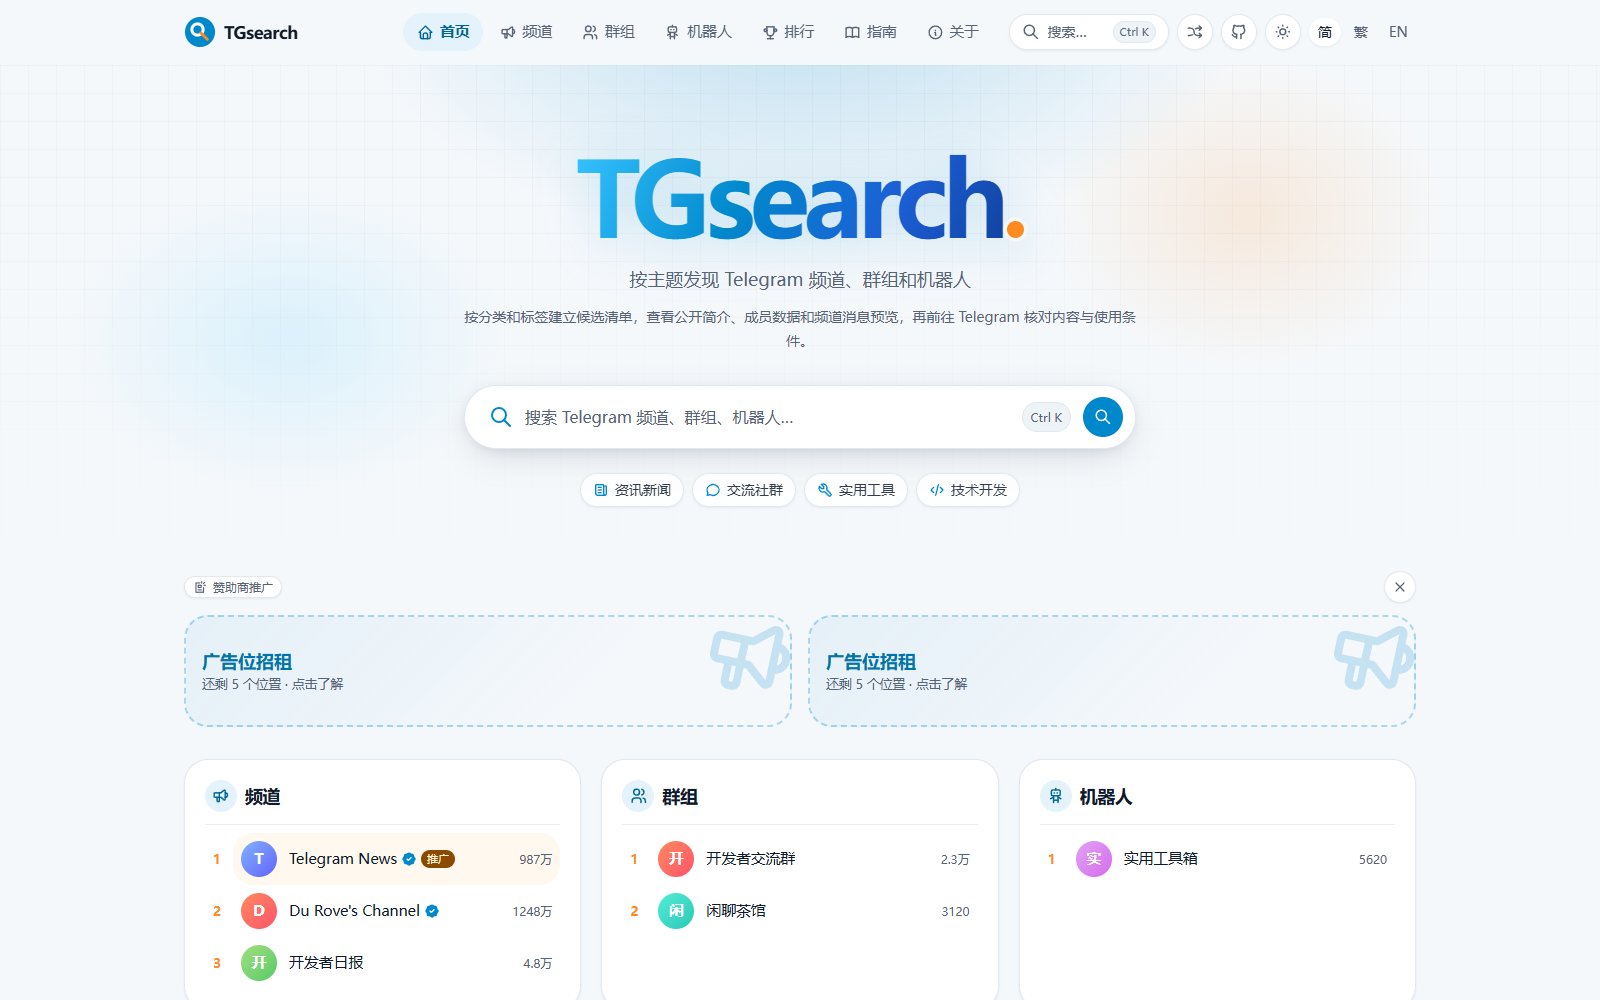 TGsearch
首页
频道
群组
机器人
排行
指南
关于
搜索...
Ctrl K
简
繁
EN
TGsearch.
按主题发现 Telegram 频道、群组和机器人
按分类和标签建立候选清单，查看公开简介、成员数据和频道消息预览，再前往 Telegram 核对内容与使用条
件。
搜索 Telegram 频道、群组、机器人...
Ctrl K
资讯新闻
交流社群
实用工具
技术开发
赞助商推广
广告位招租
还剩 5 个位置 · 点击了解
广告位招租
还剩 5 个位置 · 点击了解
频道
1 T Telegram News 推广 987万
2 D Du Rove's Channel 1248万
3 开 开发者日报 4.8万
群组
1 开 开发者交流群 2.3万
2 闲 闲聊茶馆 3120
机器人
1 实 实用工具箱 5620